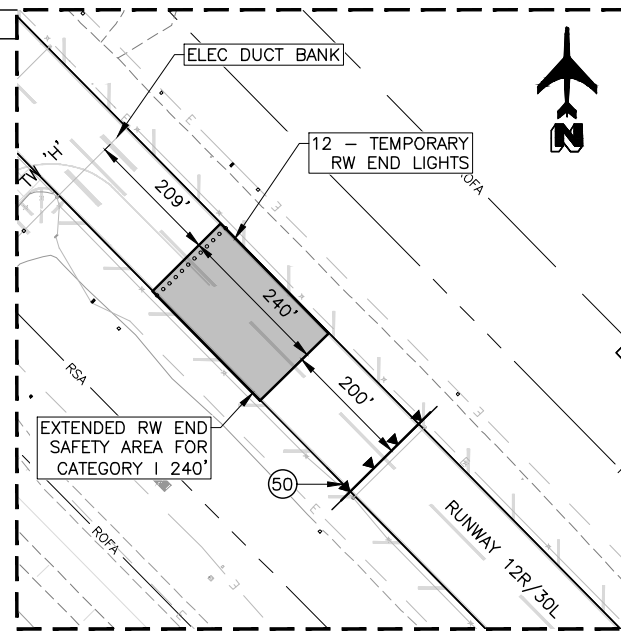 ELEC DUCT BANK
12 – TEMPORARY
RW END LIGHTS
N
ROFA
TW 'H'
209'
240'
RSA
200'
EXTENDED RW END
SAFETY AREA FOR
CATEGORY I 240'
50
RUNWAY 12R/30L
ROFA
E
E
E
E
E
E